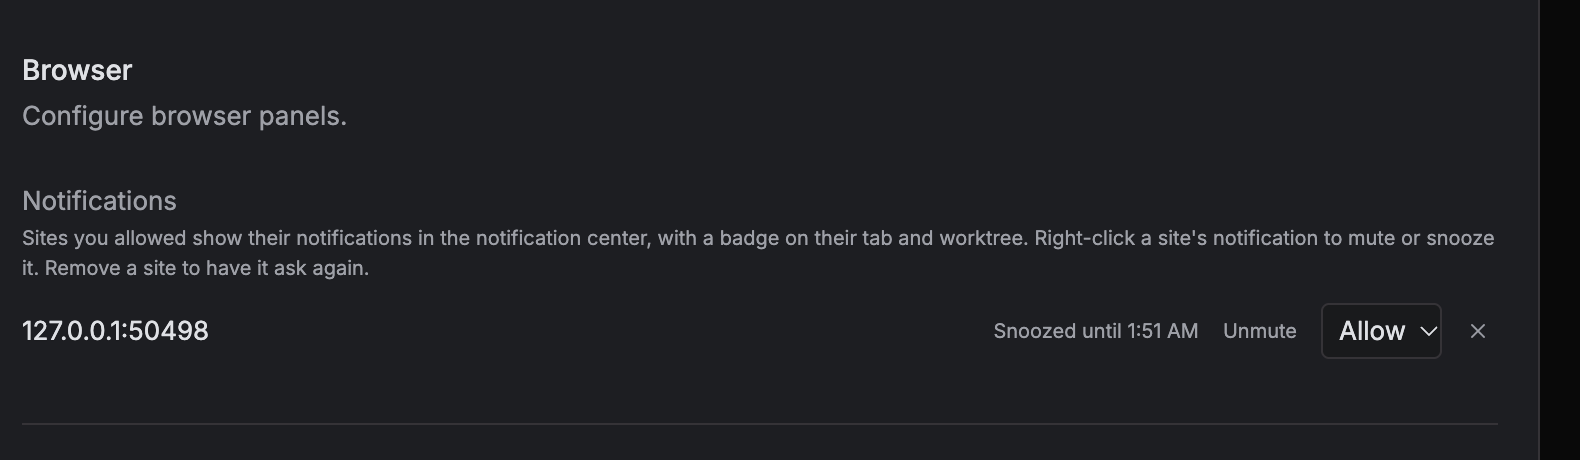 Browser
Configure browser panels.
Notifications
Sites you allowed show their notifications in the notification center, with a badge on their tab and worktree. Right-click a site's notification to mute or snooze
it. Remove a site to have it ask again.
127.0.0.1:50498 Snoozed until 1:51 AM Unmute Allow